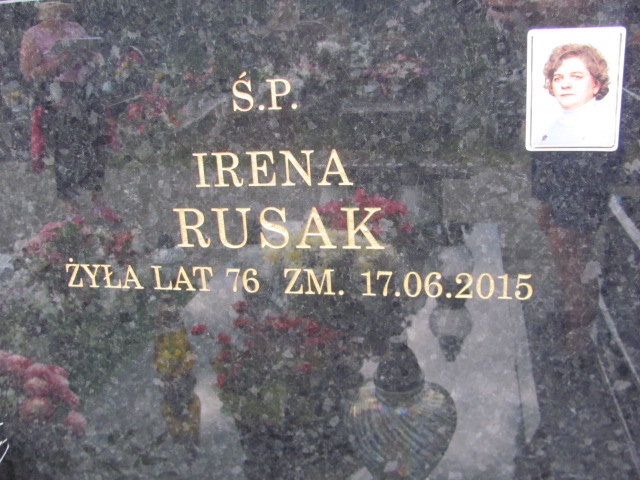 Ś.P.
IRENA
RUSAK
ŻYŁA LAT 76 ZM. 17.06.2015